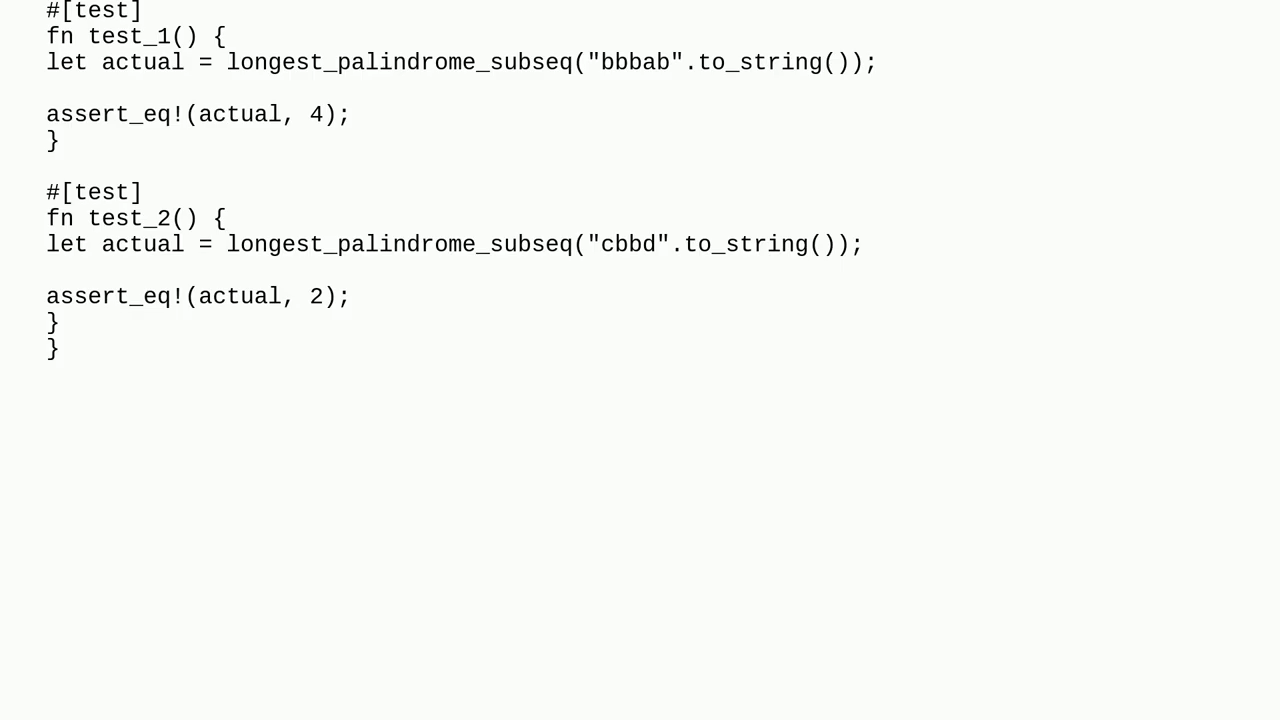 #[test]
fn test_1() {
let actual = longest_palindrome_subseq("bbbab".to_string());
assert_eq!(actual, 4);
}
#[test]
fn test_2() {
let actual = longest_palindrome_subseq("cbbd".to_string());
assert_eq!(actual, 2);
}
}